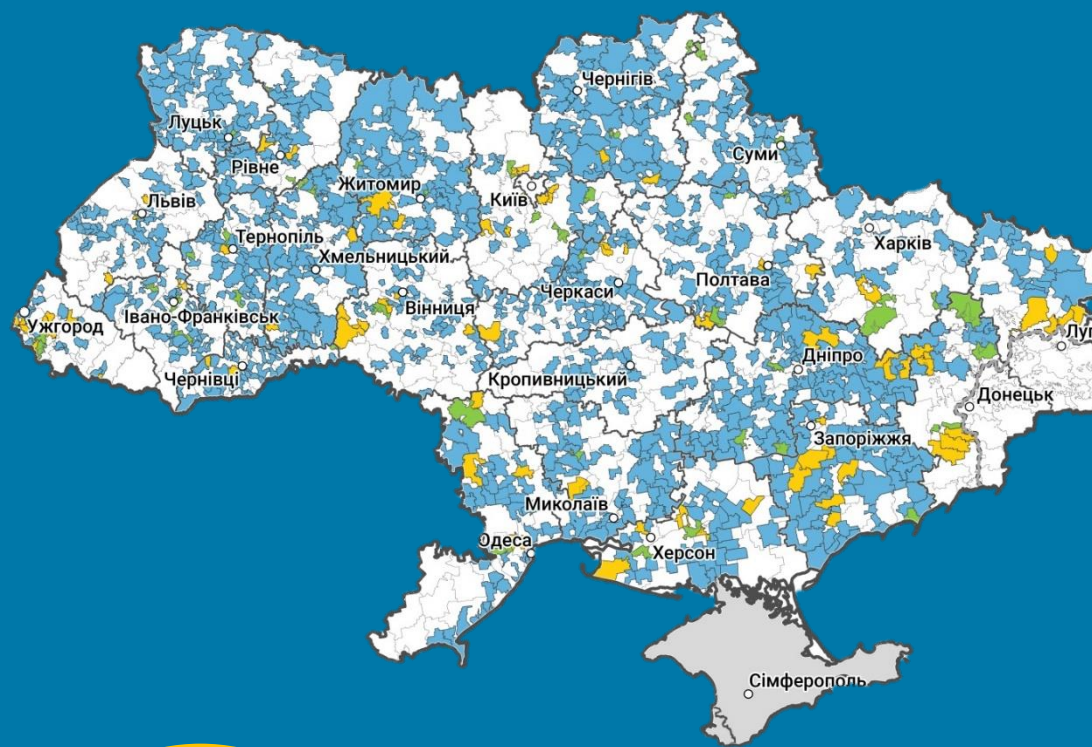 Чернігів
Луцьк
Рівне
Суми
Житомир
Київ
Львів
Харків
Тернопіль
Хмельницький
Полтава
Черкаси
Вінниця
Івано-Франківськ
Ужгород
Луг
Дніпро
Чернівці
Кропивницький
Донецьк
Запоріжжя
Миколаїв
Одеса
Херсон
Сімферополь